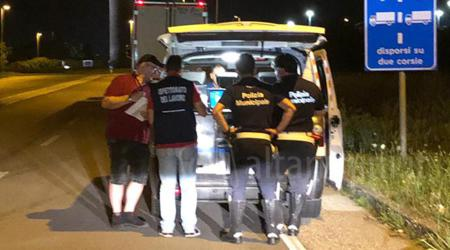 ISPETTORATO
DEL LAVORO
Polizia
Municipale
Polizia
Municipale
disporsi su
due corsie